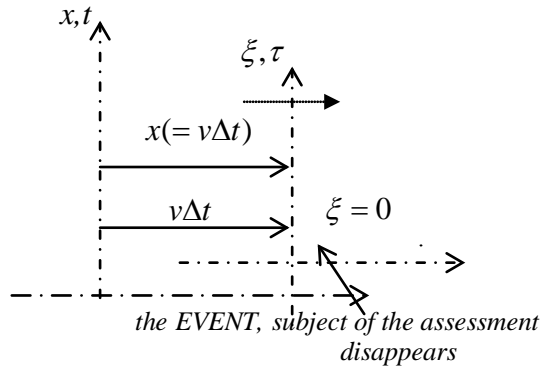 x,t
ξ,τ
x(= vΔt)
vΔt
ξ = 0
the EVENT, subject of the assessment
disappears